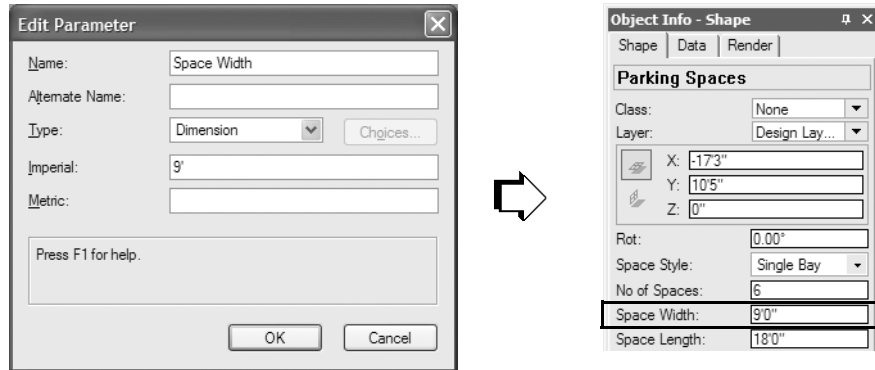 Edit Parameter
Name: Space Width
Alternate Name:
Type: Dimension Choices...
Imperial: 9'
Metric:
Press F1 for help.
OK Cancel
Object Info - Shape
Shape Data Render
Parking Spaces
Class: None
Layer: Design Lay...
X: -17'3"
Y: 10'5"
Z: 0"
Rot: 0.00°
Space Style: Single Bay
No of Spaces: 6
Space Width: 9'0"
Space Length: 18'0"